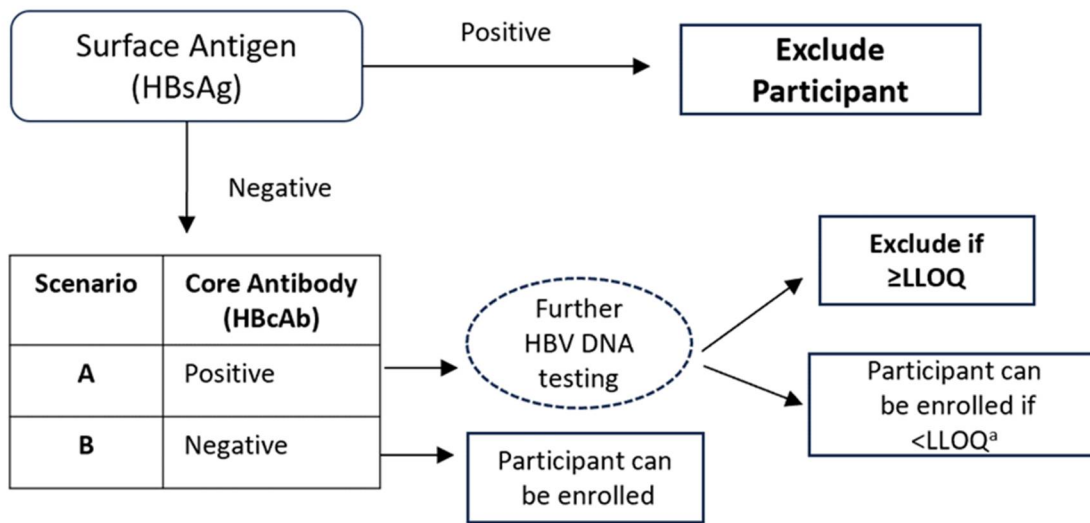 Surface Antigen
(HBsAg)
Positive
Exclude
Participant
Negative
Scenario
Core Antibody
(HBcAb)
A
Positive
B
Negative
Further
HBV DNA
testing
Exclude if
≥LLOQ
Participant can
be enrolled if
<LLOQᵃ
Participant can
be enrolled